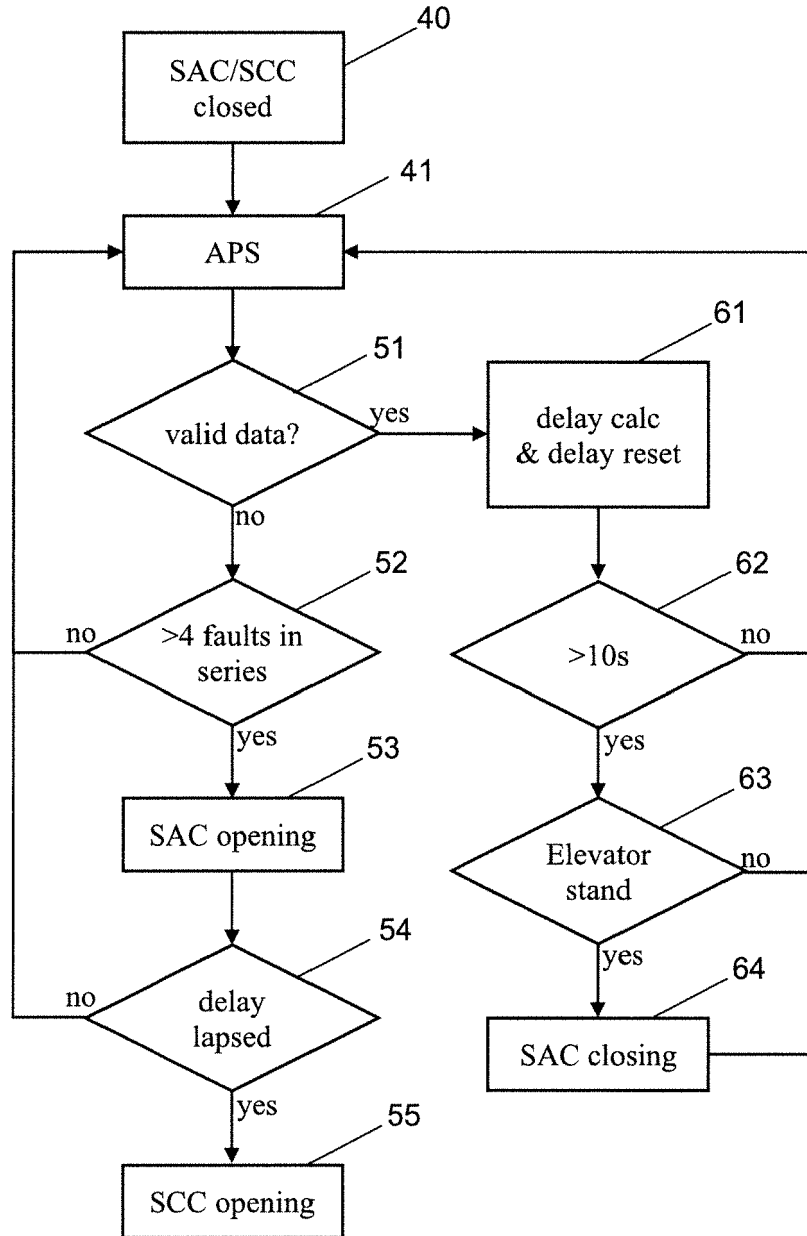 40
SAC/SCC
closed
41
APS
51
valid data?
yes
no
61
delay calc
& delay reset
52
>4 faults in
series
no
yes
62
>10s
no
yes
53
SAC opening
63
Elevator
stand
no
yes
54
delay
lapsed
no
yes
64
SAC closing
55
SCC opening